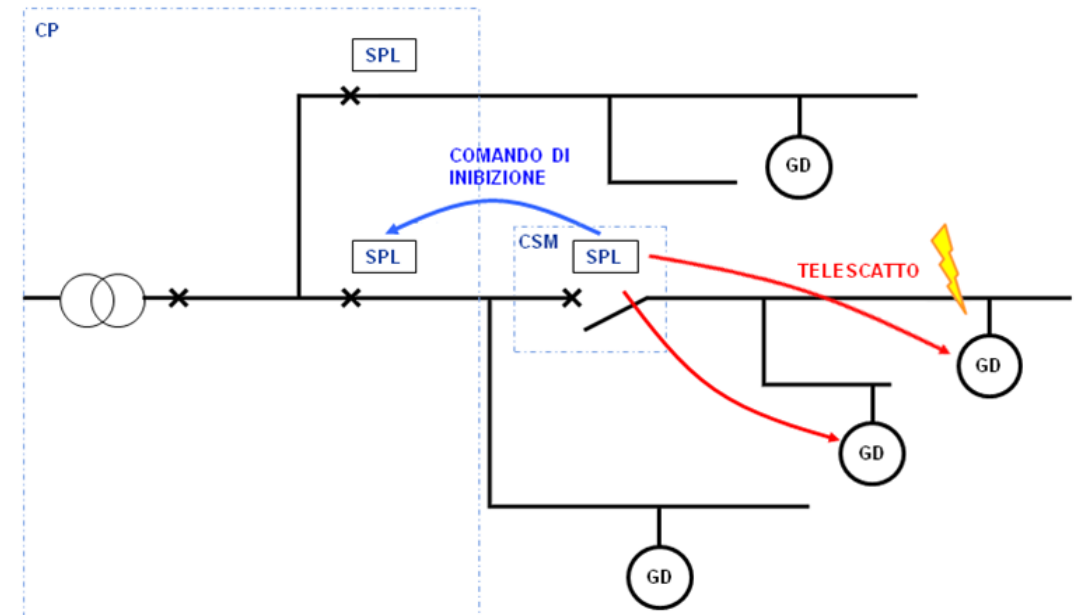 CP
SPL
COMANDO DI
INIBIZIONE
GD
SPL
CSM
SPL
TELESCATTO
GD
GD
GD